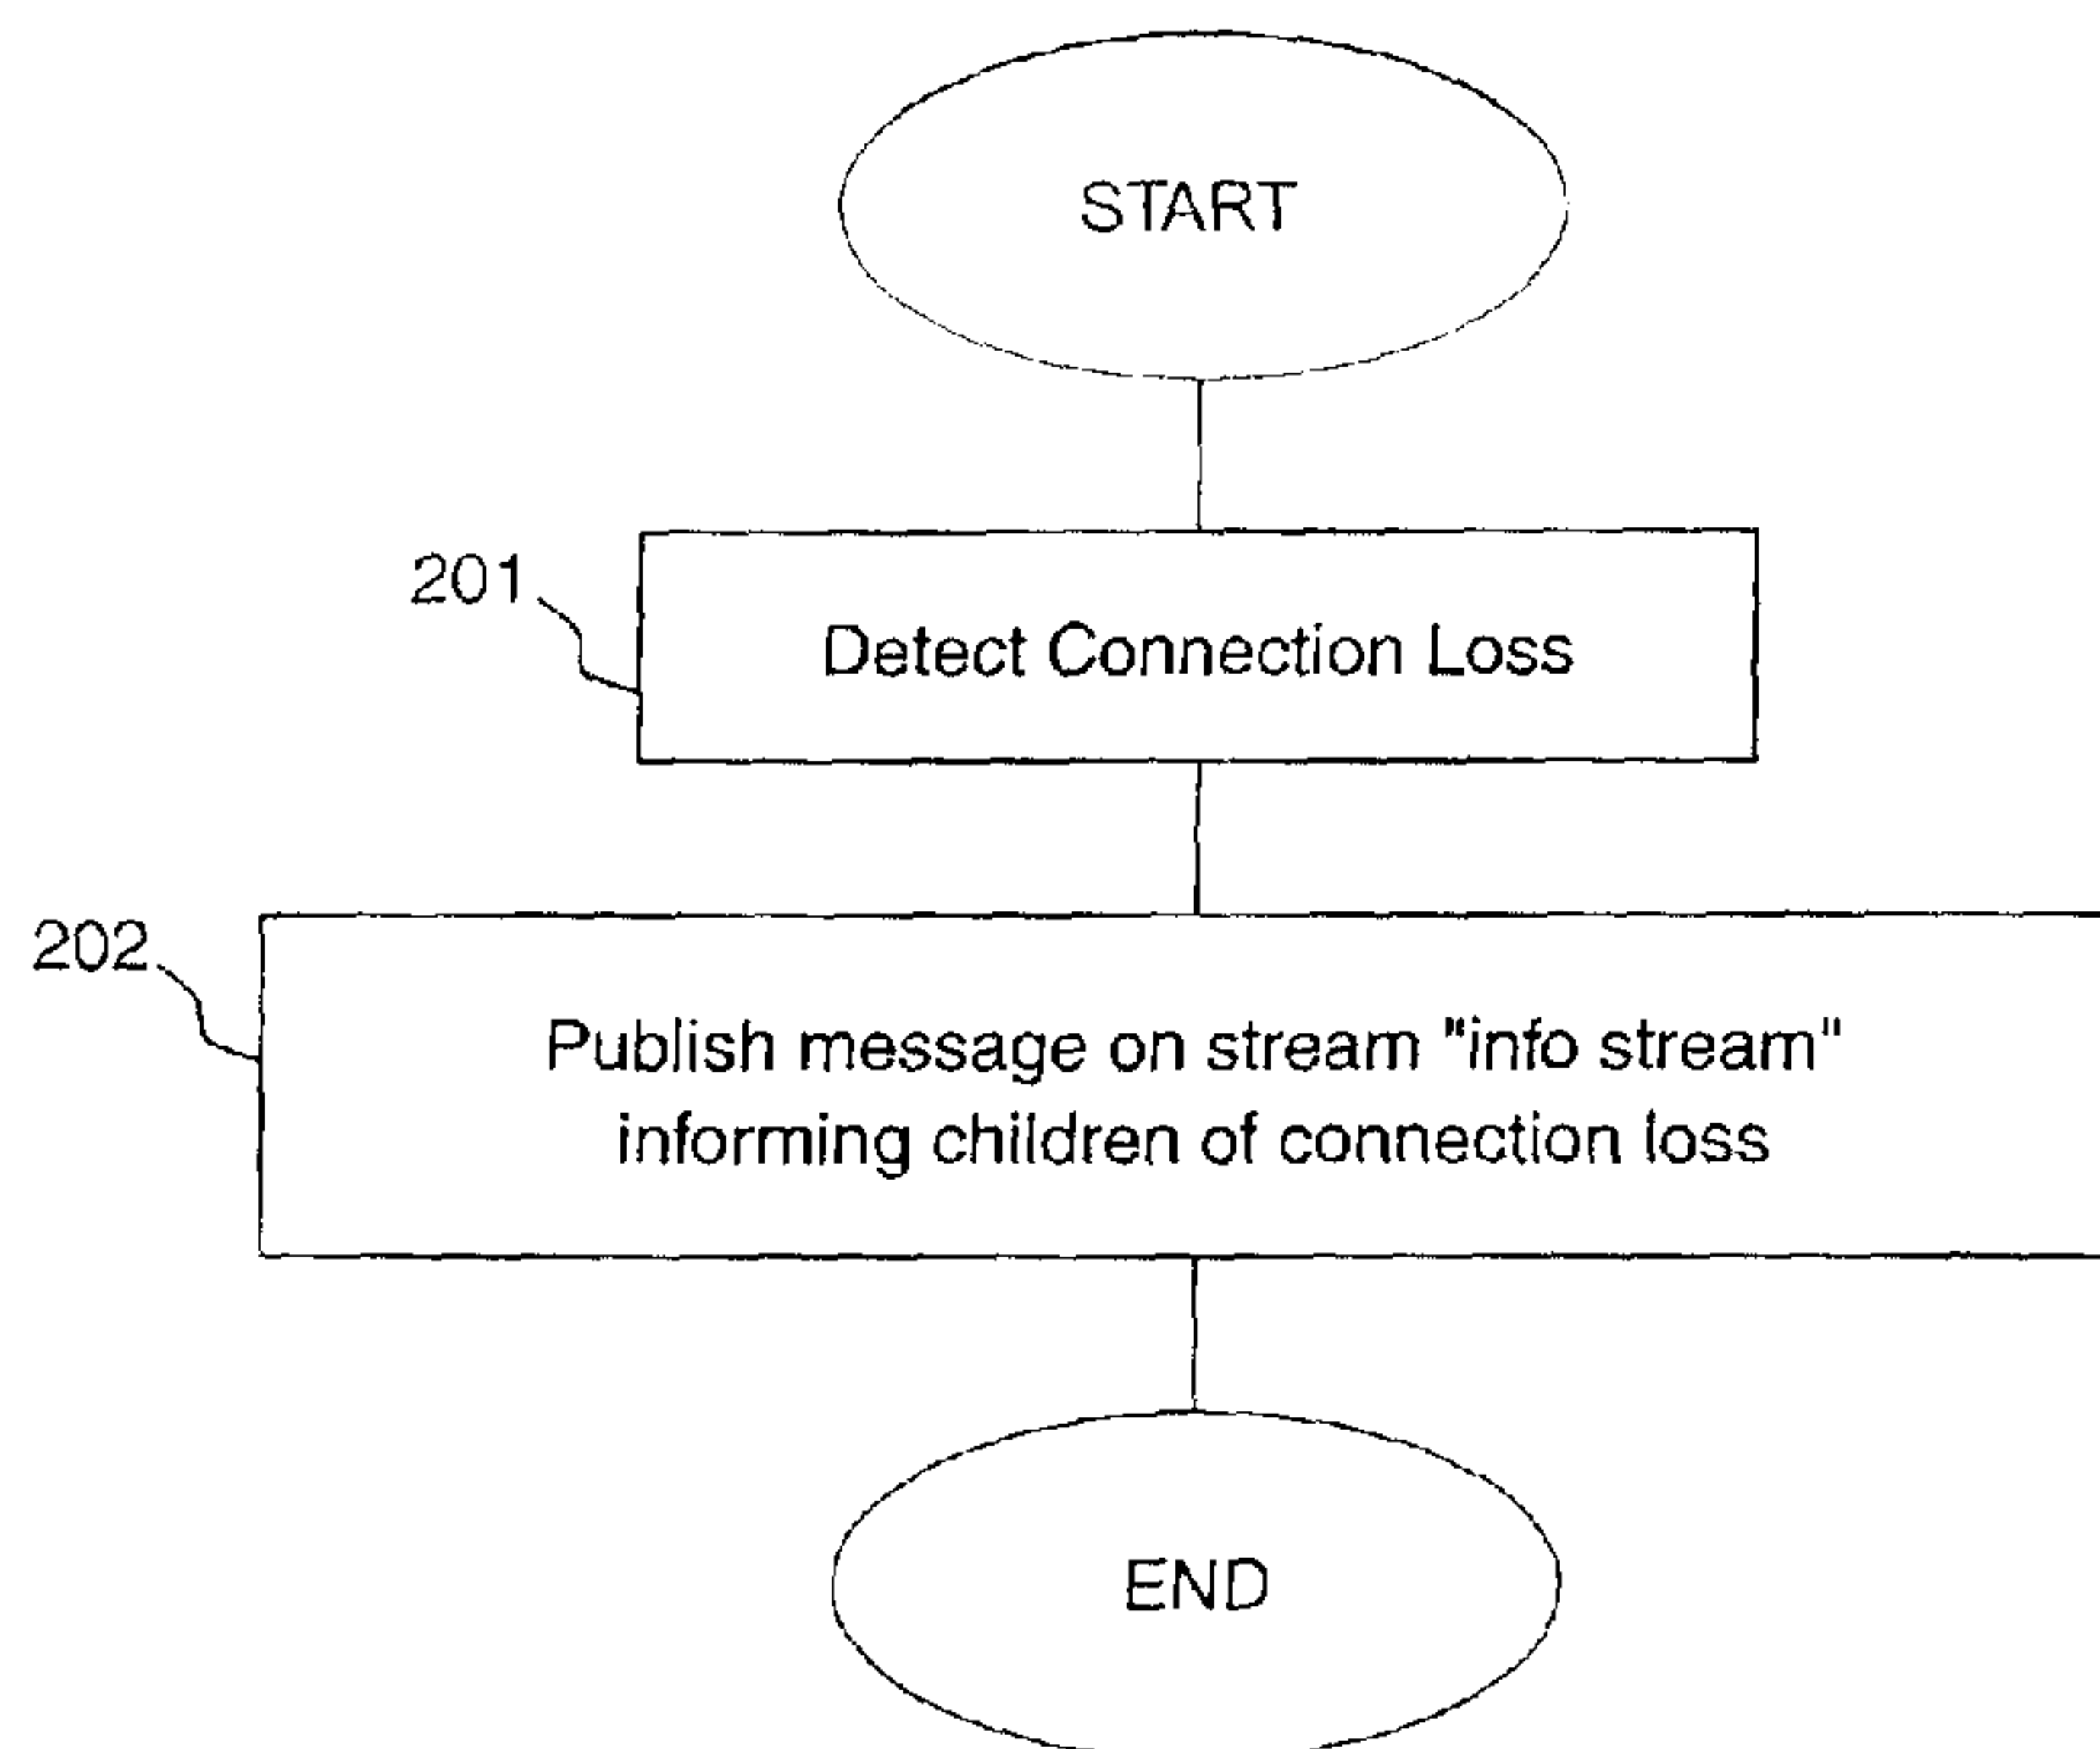 START
201
Detect Connection Loss
202
Publish message on stream "info stream"
informing children of connection loss
END